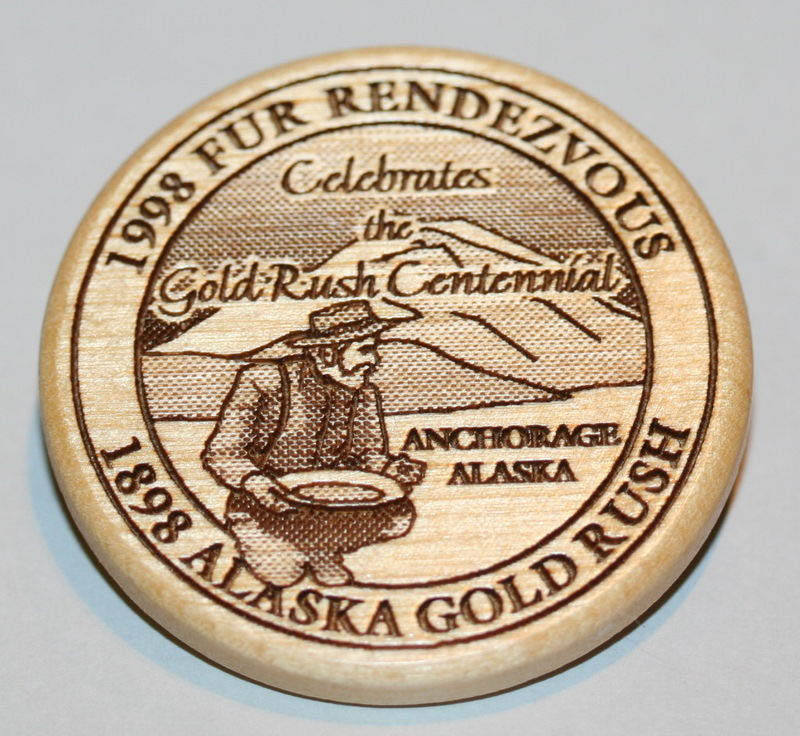 1998 FUR RENDEZVOUS
Celebrates
the
Gold Rush Centennial
ANCHORAGE
ALASKA
1898 ALASKA GOLD RUSH